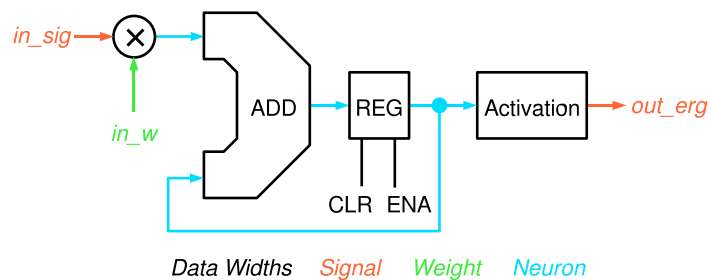 in_sig
×
in_w
ADD
REG
CLR ENA
Activation
out_erg
Data Widths Signal Weight Neuron